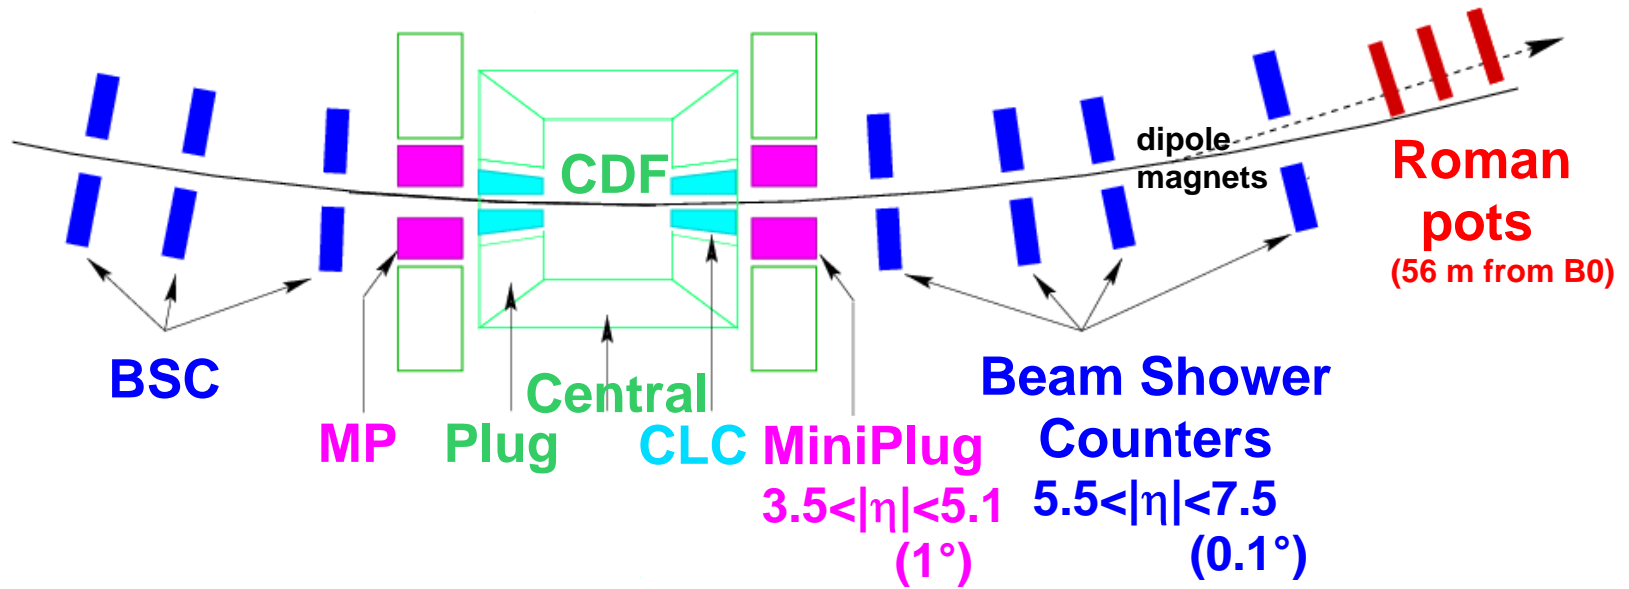 CDF
dipole
magnets
Roman
pots
(56 m from B0)
BSC
MP
Plug
Central
CLC
MiniPlug
3.5<|η|<5.1
(1°)
Beam Shower
Counters
5.5<|η|<7.5
(0.1°)